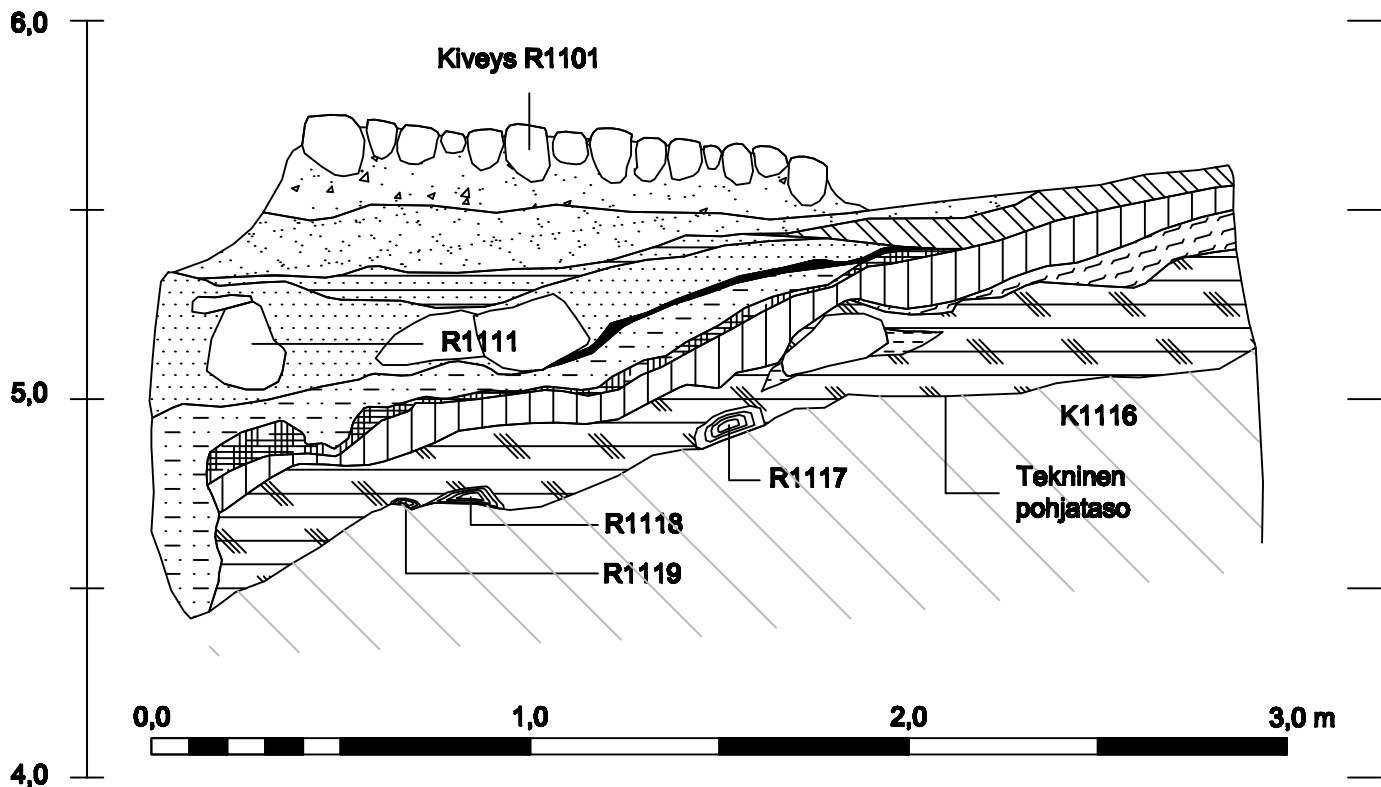 6,0
Kiveys R1101
R1111
5,0
K1116
R1117
Tekninen
pohjataso
R1118
R1119
0,0 1,0 2,0 3,0 m
4,0